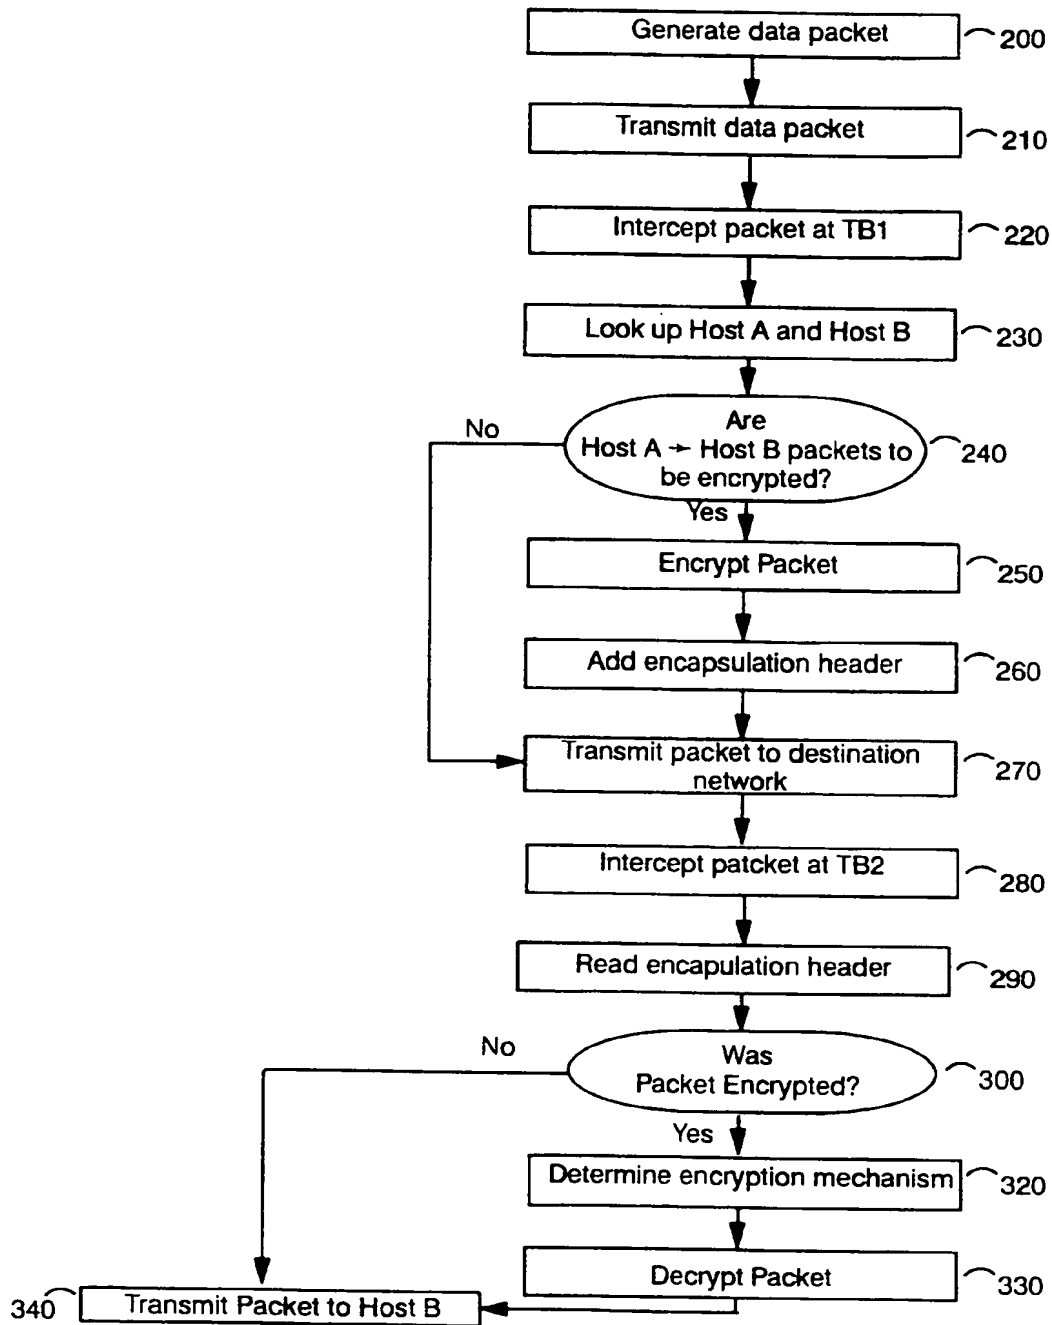 Generate data packet
200
Transmit data packet
210
Intercept packet at TB1
220
Look up Host A and Host B
230
Are
Host A → Host B packets to
be encrypted?
240
No
Yes
Encrypt Packet
250
Add encapsulation header
260
Transmit packet to destination
network
270
Intercept patcket at TB2
280
Read encapulation header
290
Was
Packet Encrypted?
300
No
Yes
Determine encryption mechanism
320
Decrypt Packet
330
340
Transmit Packet to Host B